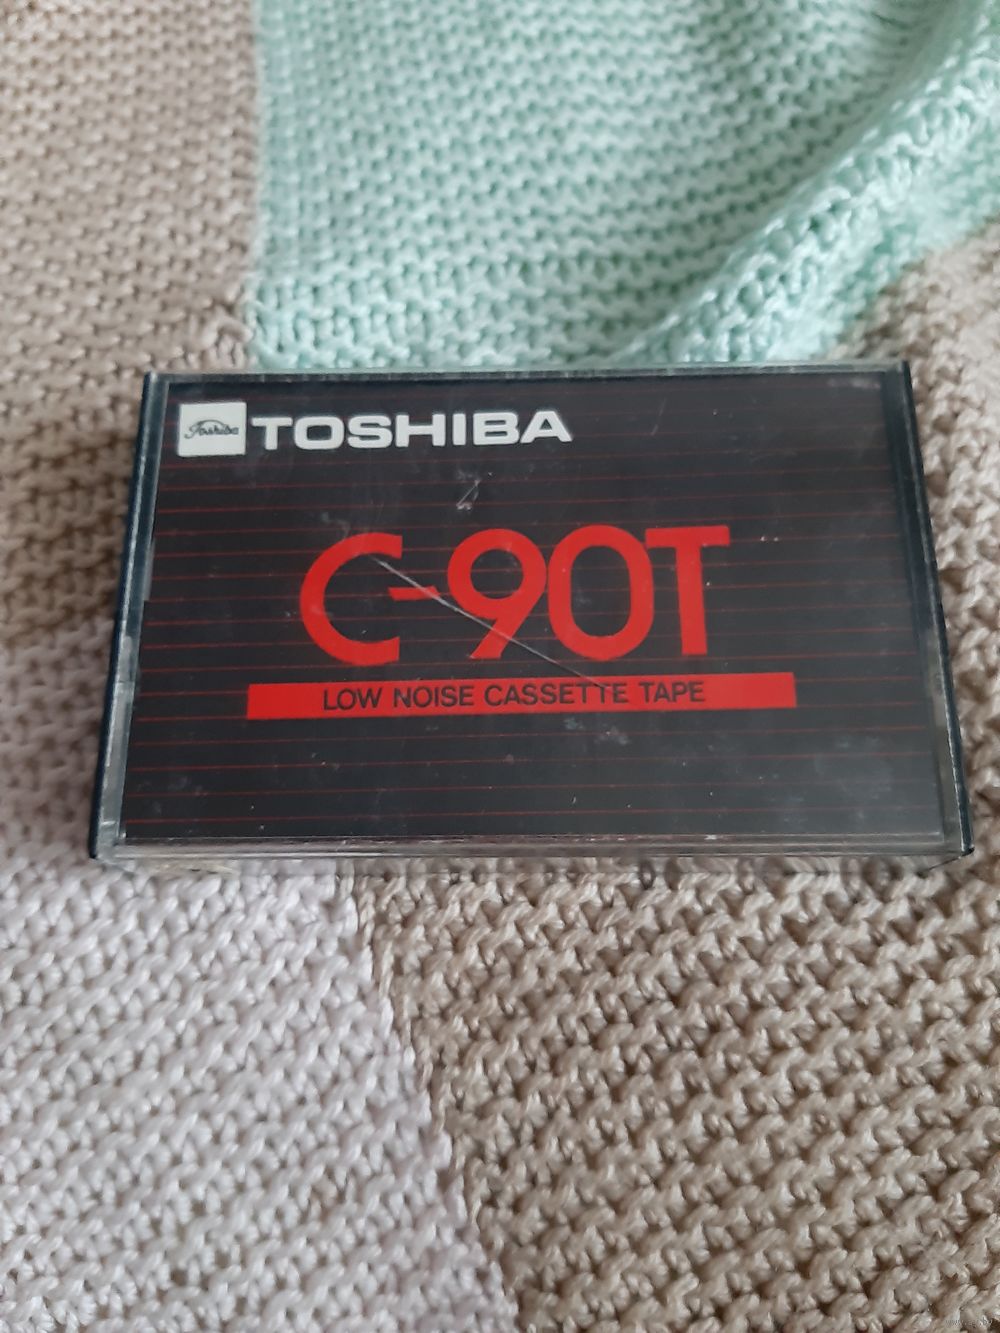 Toshiba TOSHIBA
C-90T
LOW NOISE CASSETTE TAPE